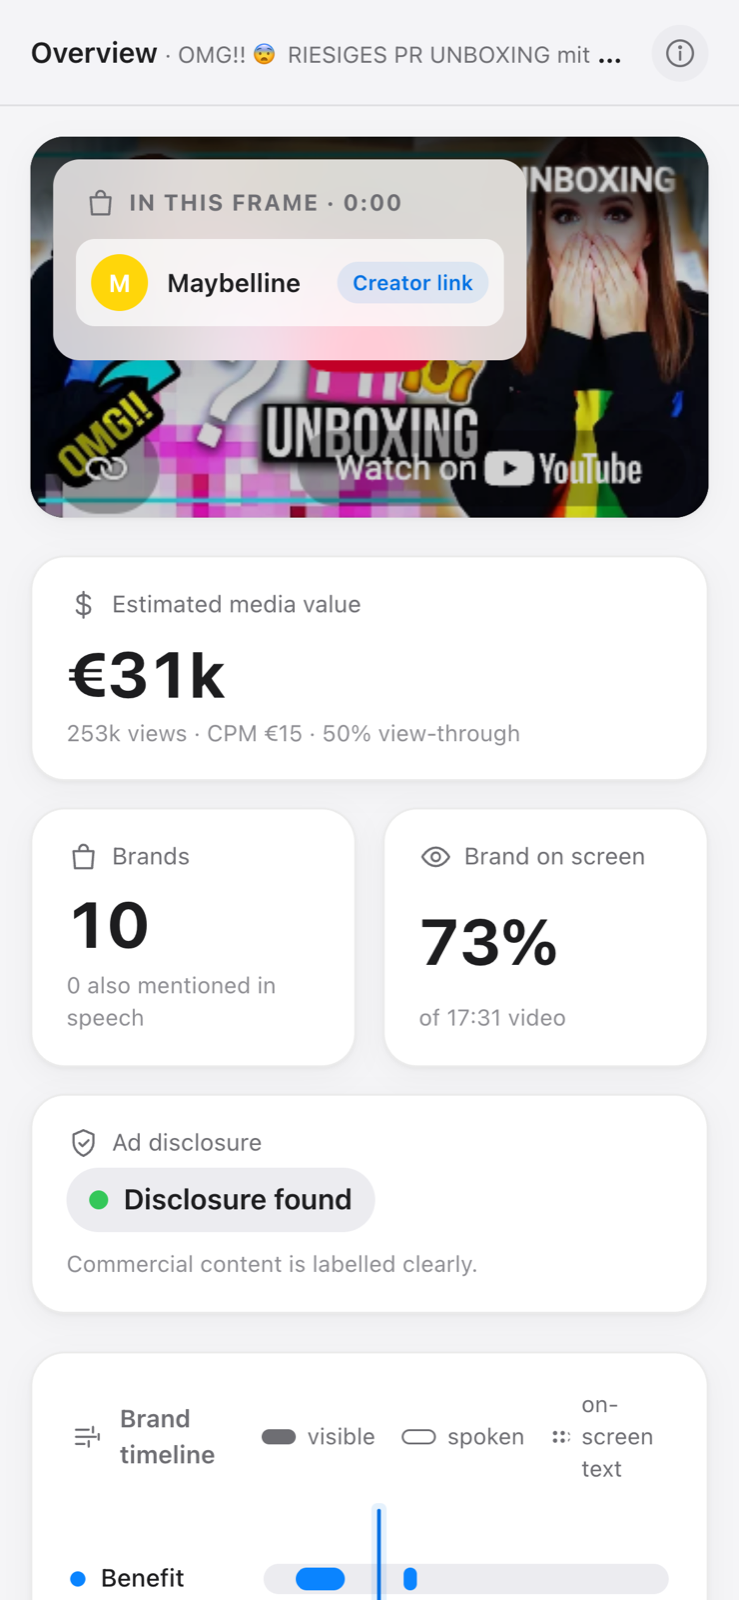 Overview · OMG!! 😨 RIESIGES PR UNBOXING mit ...
IN THIS FRAME · 0:00
M Maybelline Creator link
UNBOXING
OMG!!
?
UNBOXING
Watch on YouTube
$ Estimated media value
€31k
253k views · CPM €15 · 50% view-through
Brands
10
0 also mentioned in
speech
Brand on screen
73%
of 17:31 video
Ad disclosure
Disclosure found
Commercial content is labelled clearly.
Brand
timeline
visible
spoken
on-
screen
text
Benefit